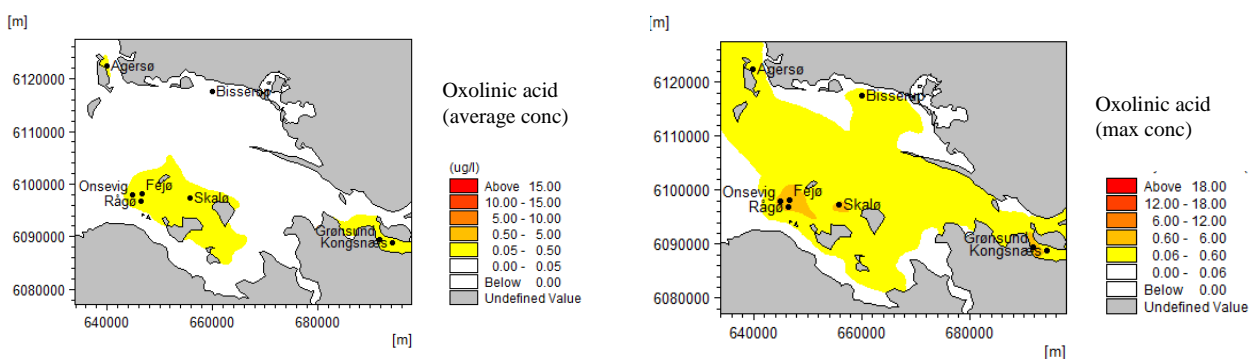 [m]
6120000
6110000
6100000
6090000
6080000
640000 660000 680000
[m]
Agersø
Bisserup
Onsevig
Fejø
Rågø
Skalø
Grønsund
Kongsnæs
Oxolinic acid
(average conc)
(ug/l)
Above 15.00
10.00 - 15.00
5.00 - 10.00
0.50 - 5.00
0.05 - 0.50
0.00 - 0.05
Below 0.00
Undefined Value
[m]
6120000
6110000
6100000
6090000
6080000
640000 660000 680000
[m]
Agersø
Bisserup
Onsevig
Fejø
Rågø
Skalø
Grønsund
Kongsnæs
Oxolinic acid
(max conc)
Above 18.00
12.00 - 18.00
6.00 - 12.00
0.60 - 6.00
0.06 - 0.60
0.00 - 0.06
Below 0.00
Undefined Value